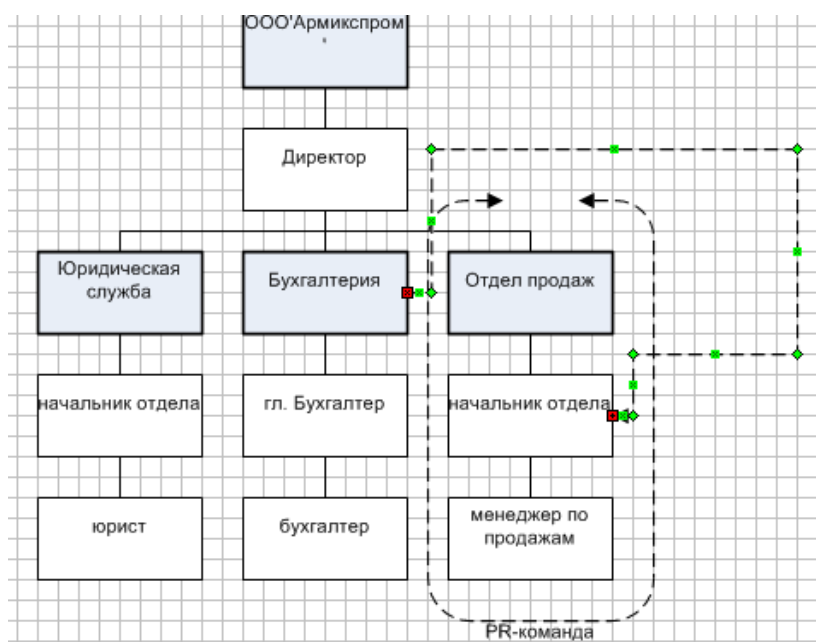 ООО'Армикспром
'
Директор
Юридическая
служба
Бухгалтерия
Отдел продаж
начальник отдела
гл. Бухгалтер
начальник отдела
юрист
бухгалтер
менеджер по
продажам
PR-команда